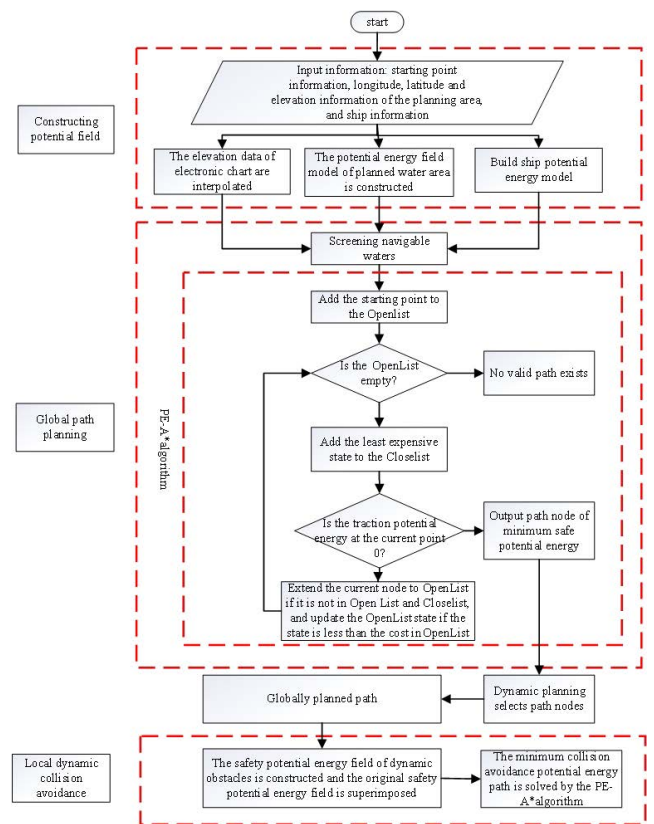 start
Input information: starting point
information, longitude, latitude and
elevation information of the planning area,
and ship information
Constructing
potential field
The elevation data of
electronic chart are
interpolated
The potential energy field
model of planned water area
is constructed
Build ship potential
energy model
Screening navigable
waters
Add the starting point to
the Openlist
Is the OpenList
empty?
No valid path exists
Global path
planning
PE-A*algorithm
Add the least expensive
state to the Closelist
Is the traction potential
energy at the current point
0?
Output path node of
minimum safe
potential energy
Extend the current node to OpenList
if it is not in Open List and Closelist,
and update the OpenList state if the
state is less than the cost in OpenList
Globally planned path
Dynamic planning
selects path nodes
Local dynamic
collision
avoidance
The safety potential energy field of dynamic
obstacles is constructed and the original safety
potential energy field is superimposed
The minimum collision
avoidance potential energy
path is solved by the PE-
A*algorithm